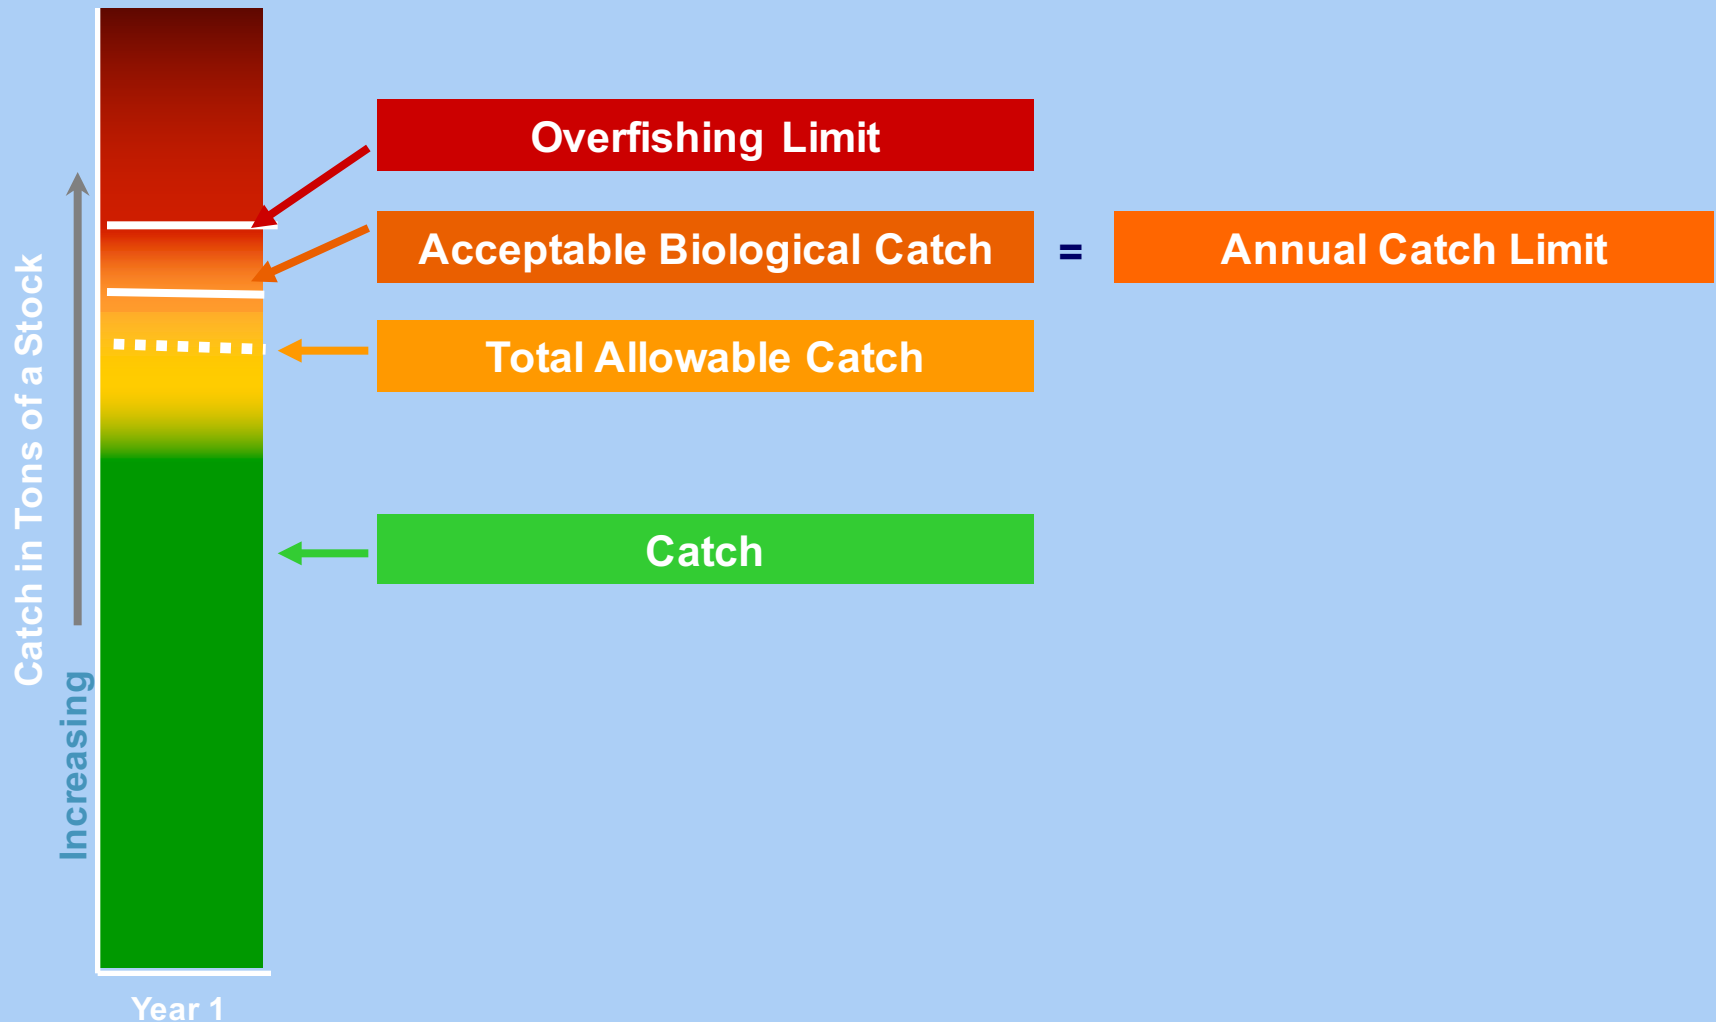 Overfishing Limit
Acceptable Biological Catch = Annual Catch Limit
Total Allowable Catch
Catch
Catch in Tons of a Stock
Increasing
Year 1